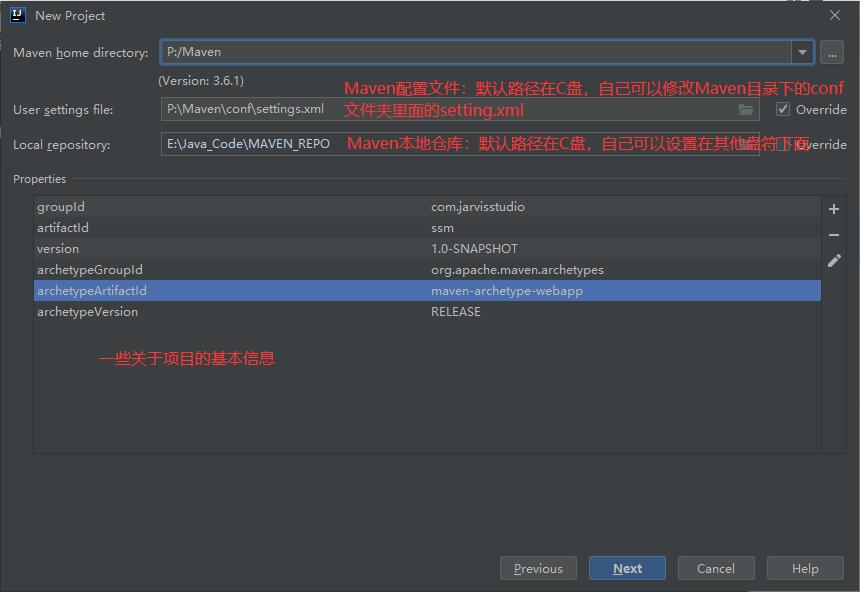 New Project
Maven home directory: P:/Maven ...
(Version: 3.6.1)
Maven配置文件：默认路径在C盘，自己可以修改Maven目录下的conf
User settings file: P:\Maven\conf\settings.xml 文件夹里面的setting.xml Override
Local repository: E:\Java_Code\MAVEN_REPO Maven本地仓库：默认路径在C盘，自己可以设置在其他盘符下面 Override
Properties
groupId com.jarvisstudio
artifactId ssm
version 1.0-SNAPSHOT
archetypeGroupId org.apache.maven.archetypes
archetypeArtifactId maven-archetype-webapp
archetypeVersion RELEASE
一些关于项目的基本信息
Previous Next Cancel Help